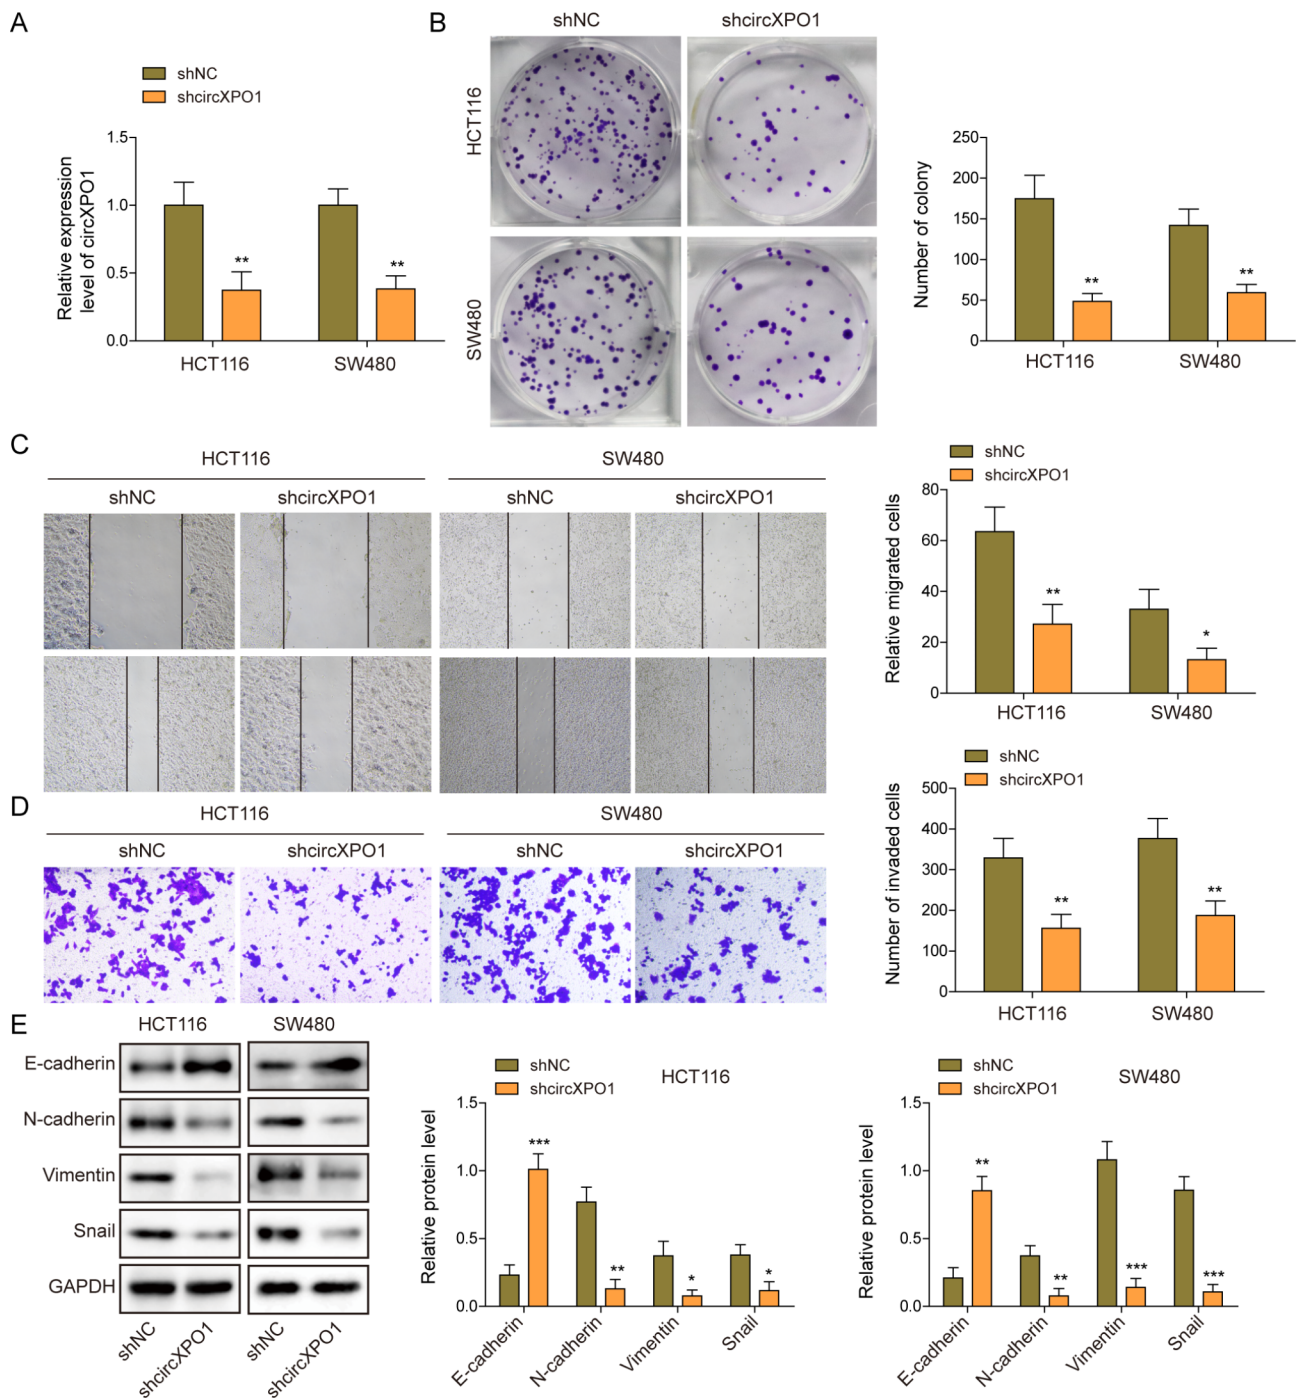 A
shNC
shcircXPO1
Relative expression
level of circXPO1
1.5
1.0
0.5
0.0
**
**
HCT116
SW480
B
shNC
shcircXPO1
HCT116
SW480
Number of colony
250
200
150
100
50
0
**
**
HCT116
SW480
C
HCT116
SW480
shNC
shcircXPO1
shNC
shcircXPO1
shNC
shcircXPO1
Relative migrated cells
80
60
40
20
0
**
*
HCT116
SW480
D
HCT116
SW480
shNC
shcircXPO1
shNC
shcircXPO1
shNC
shcircXPO1
Number of invaded cells
500
400
300
200
100
0
**
**
HCT116
SW480
E
HCT116
SW480
E-cadherin
N-cadherin
Vimentin
Snail
GAPDH
shNC
shcircXPO1
shNC
shcircXPO1
shNC
shcircXPO1
HCT116
Relative protein level
1.5
1.0
0.5
0.0
***
**
*
*
E-cadherin
N-cadherin
Vimentin
Snail
shNC
shcircXPO1
SW480
Relative protein level
1.5
1.0
0.5
0.0
**
**
***
***
E-cadherin
N-cadherin
Vimentin
Snail